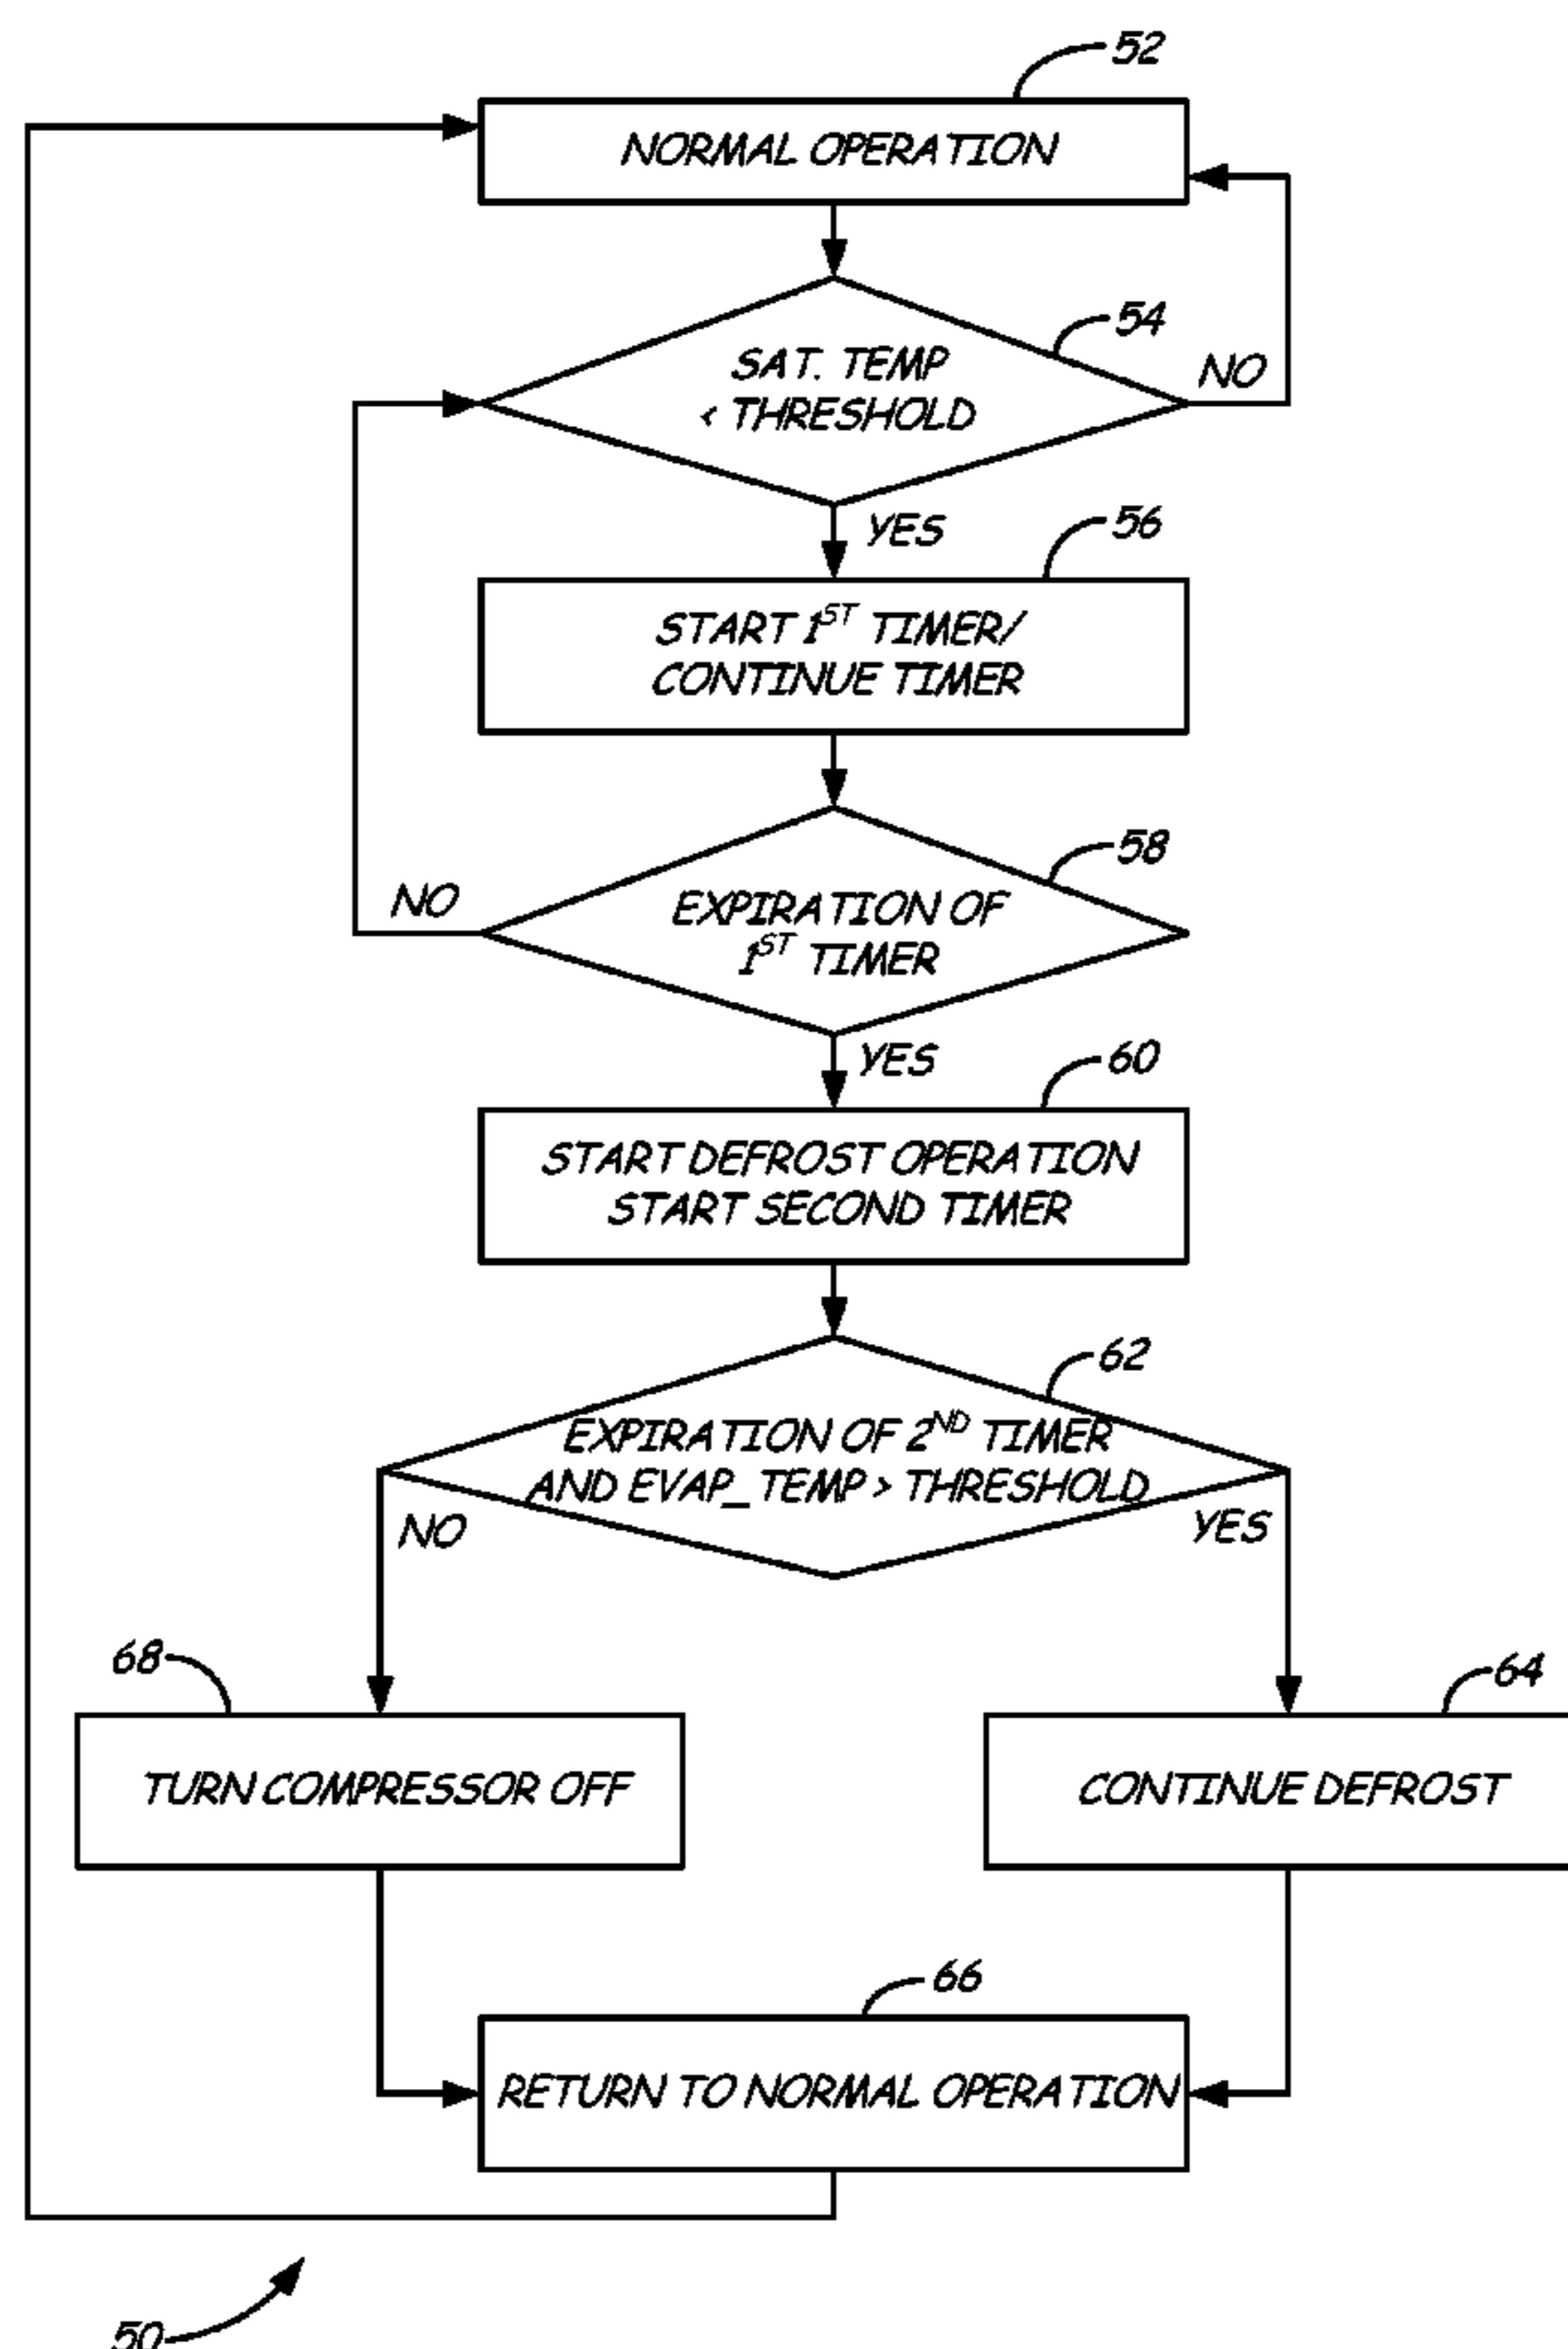 52
NORMAL OPERATION
54
SAT. TEMP
< THRESHOLD
NO
YES
56
START 1ST TIMER/
CONTINUE TIMER
58
EXPIRATION OF
1ST TIMER
NO
YES
60
START DEFROST OPERATION
START SECOND TIMER
62
EXPIRATION OF 2ND TIMER
AND EVAP_TEMP > THRESHOLD
NO
YES
68
64
TURN COMPRESSOR OFF
CONTINUE DEFROST
66
RETURN TO NORMAL OPERATION
50